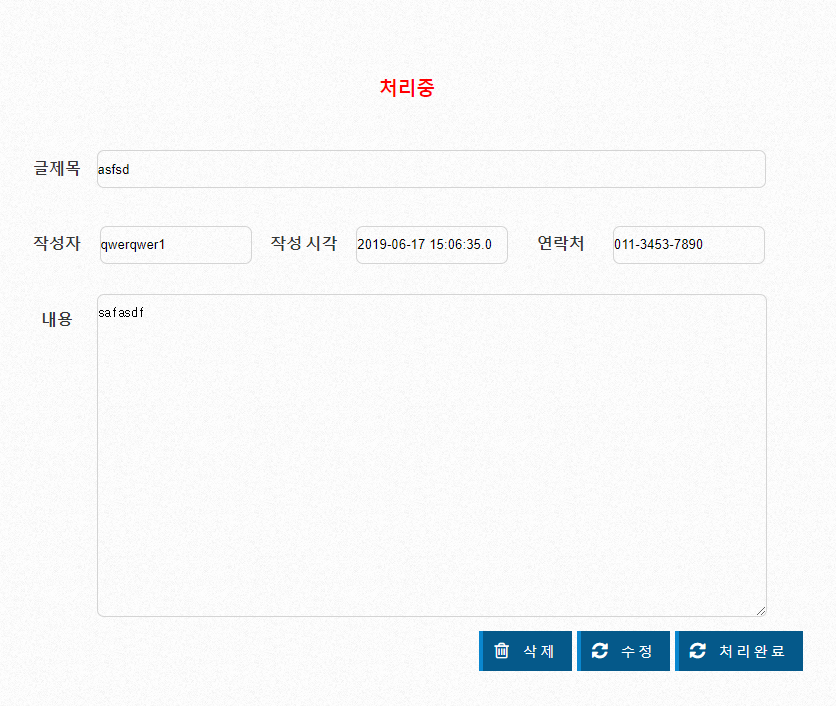 처리중
글제목 asfsd
작성자 qwerqwer1 작성 시각 2019-06-17 15:06:35.0 연락처 011-3453-7890
내용 safasdf
삭제 수정 처리완료